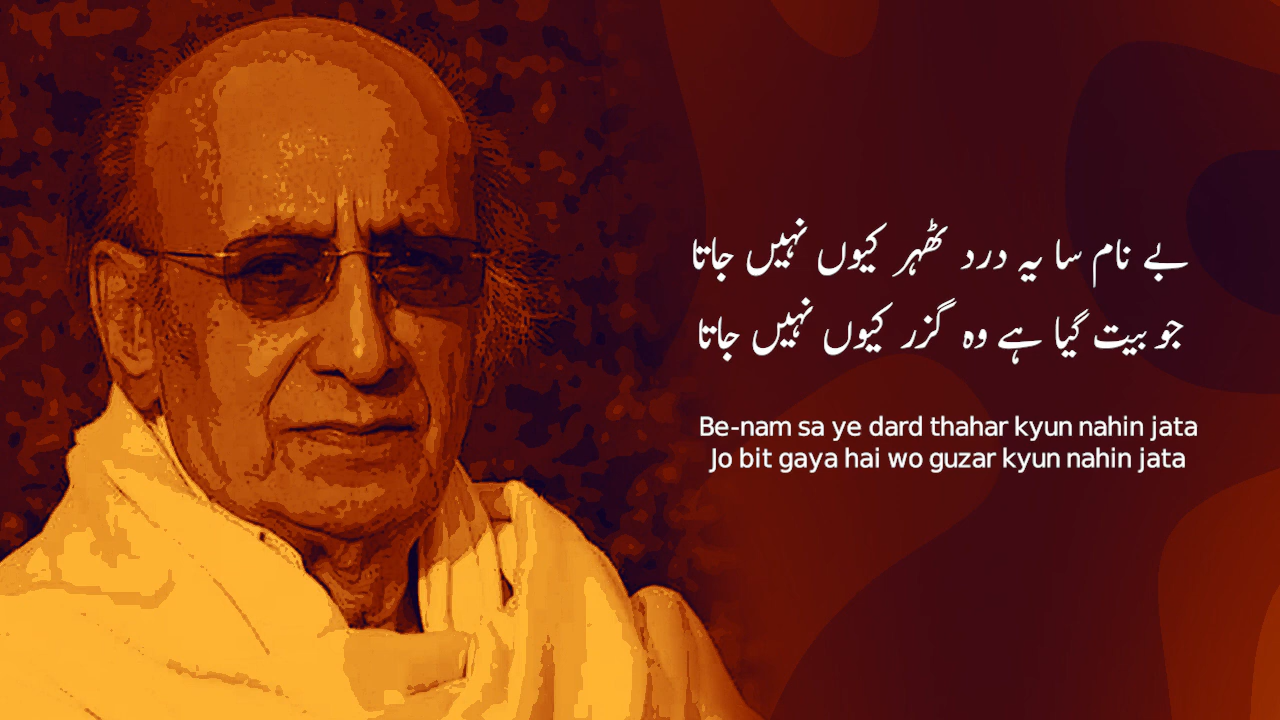 بے نام سا یہ درد ٹھہر کیوں نہیں جاتا
جو بیت گیا ہے وہ گزر کیوں نہیں جاتا
Be-nam sa ye dard thahar kyun nahin jata
Jo bit gaya hai wo guzar kyun nahin jata